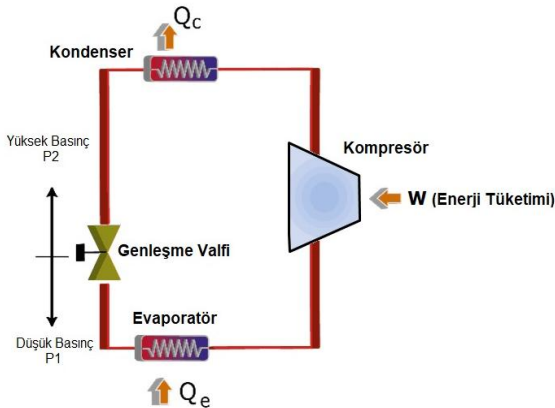 Qc
Kondenser
Yüksek Basınç
P2
Kompresör
W (Enerji Tüketimi)
Genleşme Valfi
Evaporatör
Düşük Basınç
P1
Qe